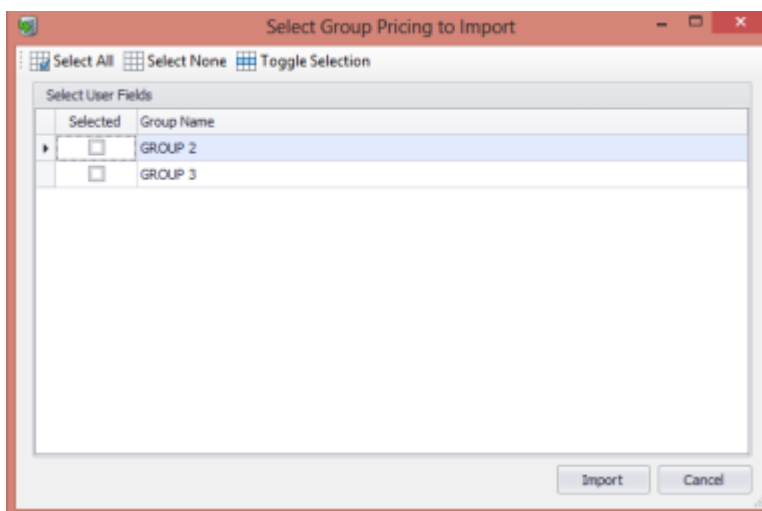 Select Group Pricing to Import
Select All Select None Toggle Selection
Select User Fields
Selected Group Name
GROUP 2
GROUP 3
Import Cancel